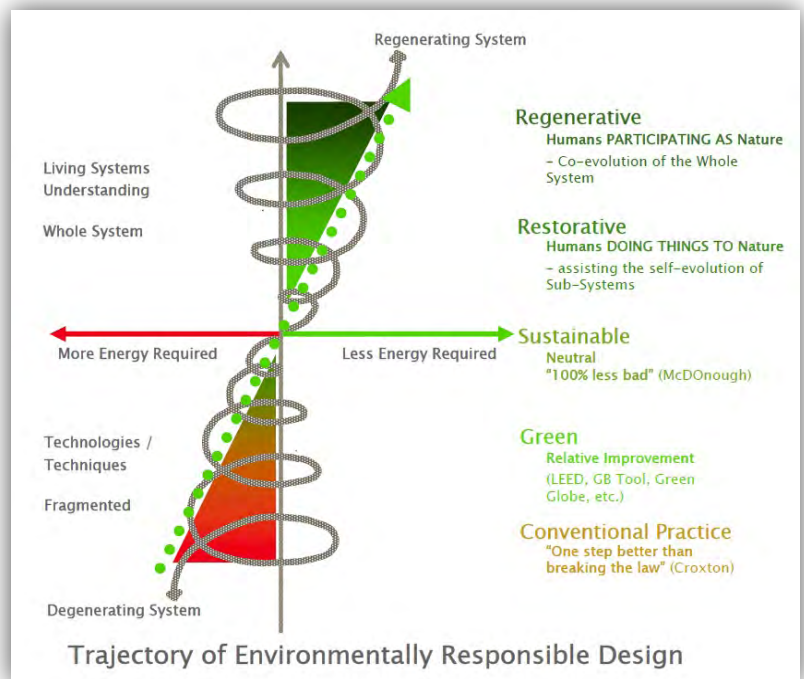 Regenerating System
Living Systems
Understanding
Whole System
More Energy Required
Less Energy Required
Technologies /
Techniques
Fragmented
Degenerating System
Regenerative
Humans PARTICIPATING AS Nature
– Co-evolution of the Whole
System
Restorative
Humans DOING THINGS TO Nature
– assisting the self-evolution of
Sub-Systems
Sustainable
Neutral
"100% less bad" (McDOnough)
Green
Relative Improvement
(LEED, GB Tool, Green
Globe, etc.)
Conventional Practice
"One step better than
breaking the law" (Croxton)
Trajectory of Environmentally Responsible Design